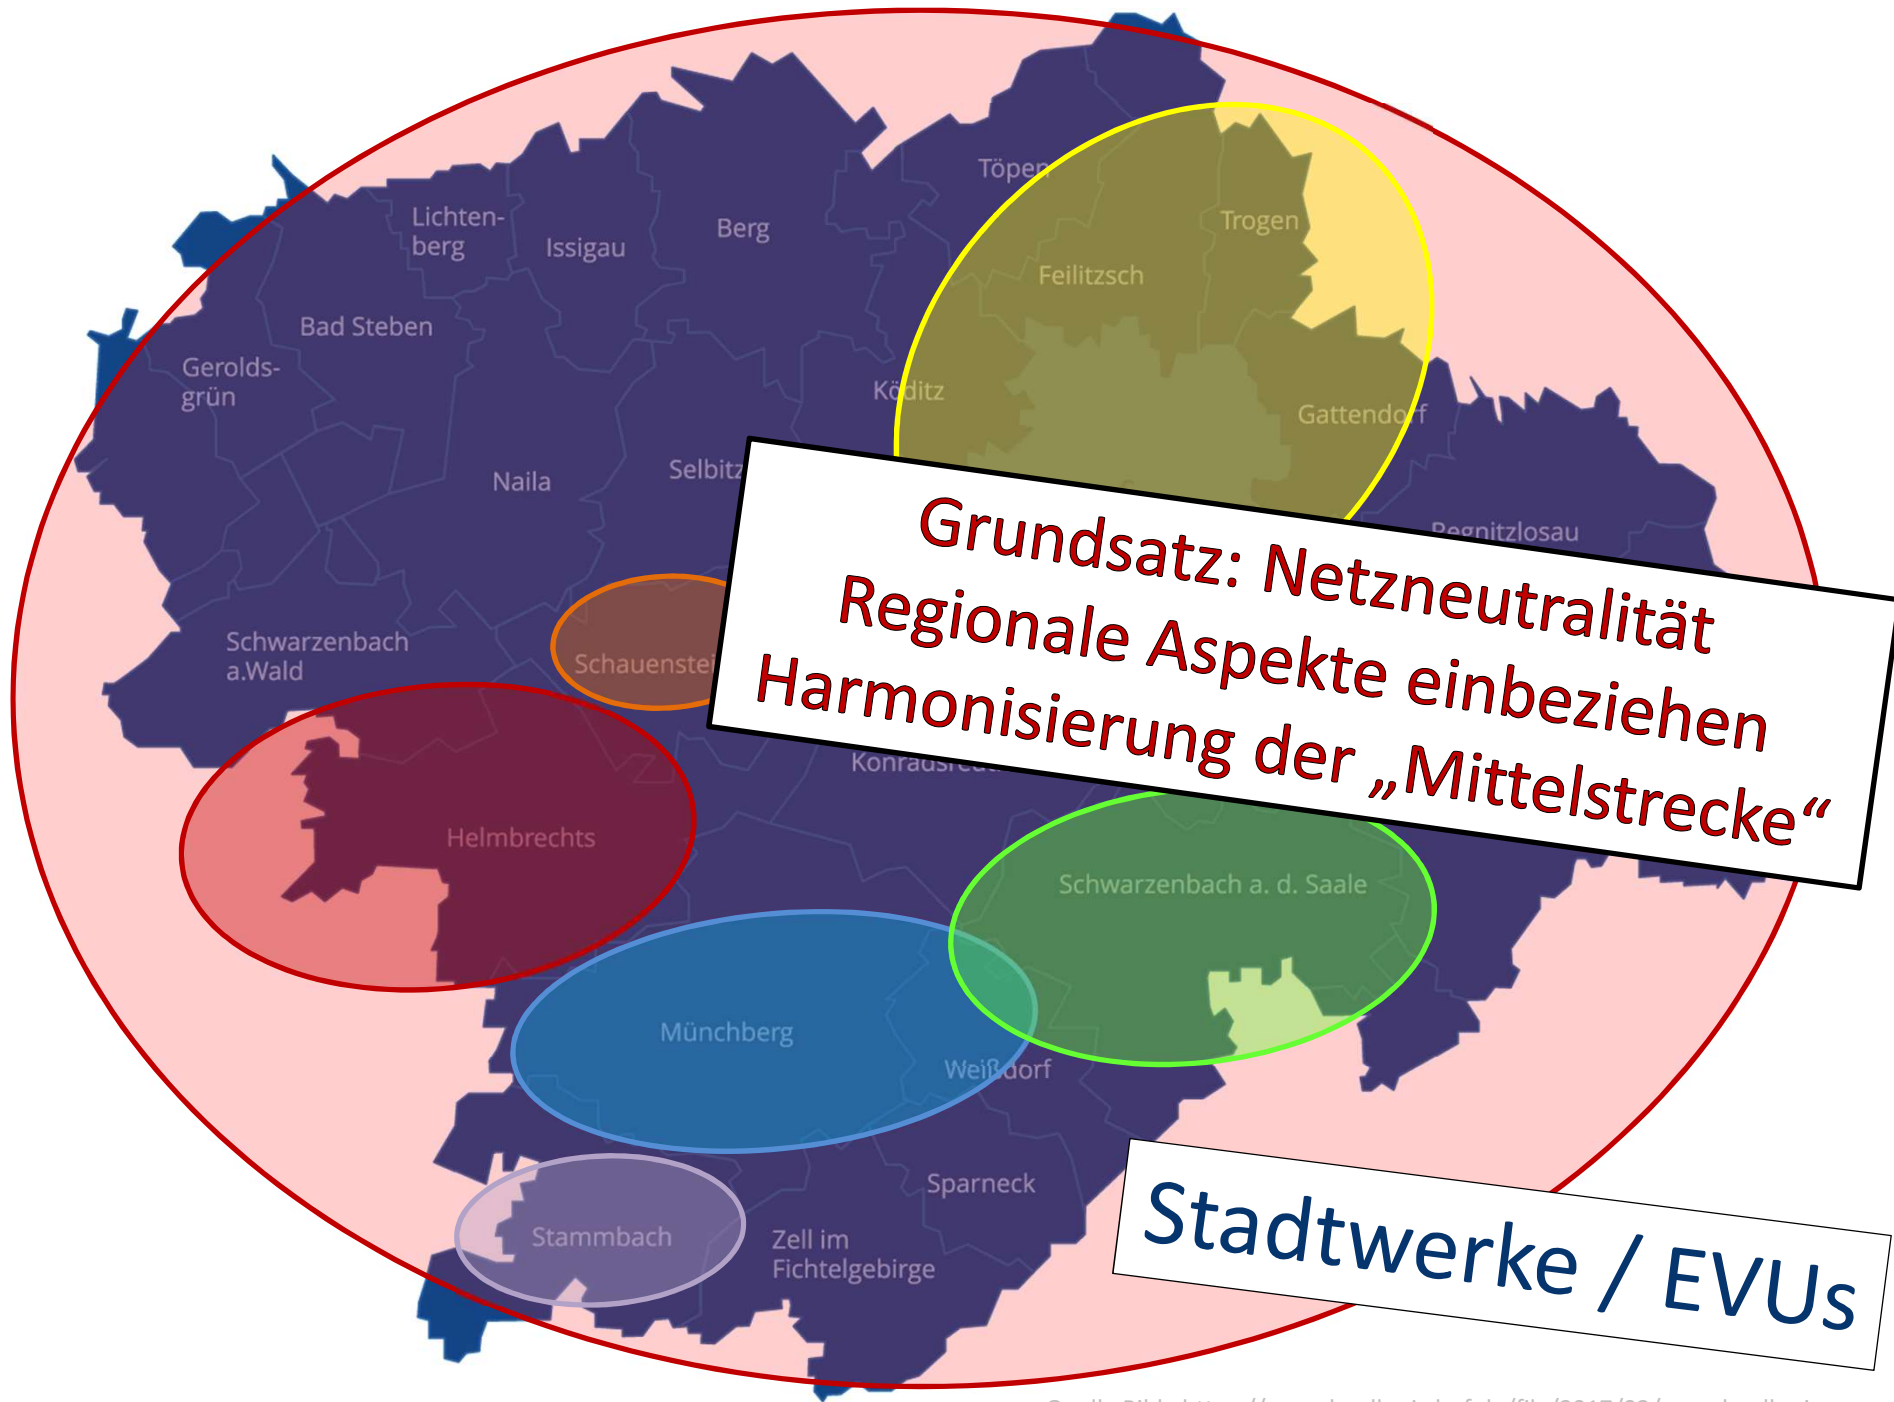 Töpen
Lichten-
berg
Issigau
Berg
Trogen
Feilitzsch
Bad Steben
Gerolds-
grün
Köditz
Gattendorf
Naila
Selbitz
Regnitzlosau
Grundsatz: Netzneutralität
Regionale Aspekte einbeziehen
Harmonisierung der „Mittelstrecke“
Schwarzenbach
a.Wald
Schauenstei
Konradsreuth
Helmbrechts
Schwarzenbach a. d. Saale
Münchberg
Weißdorf
Sparneck
Stammbach
Zell im
Fichtelgebirge
Stadtwerke / EVUs